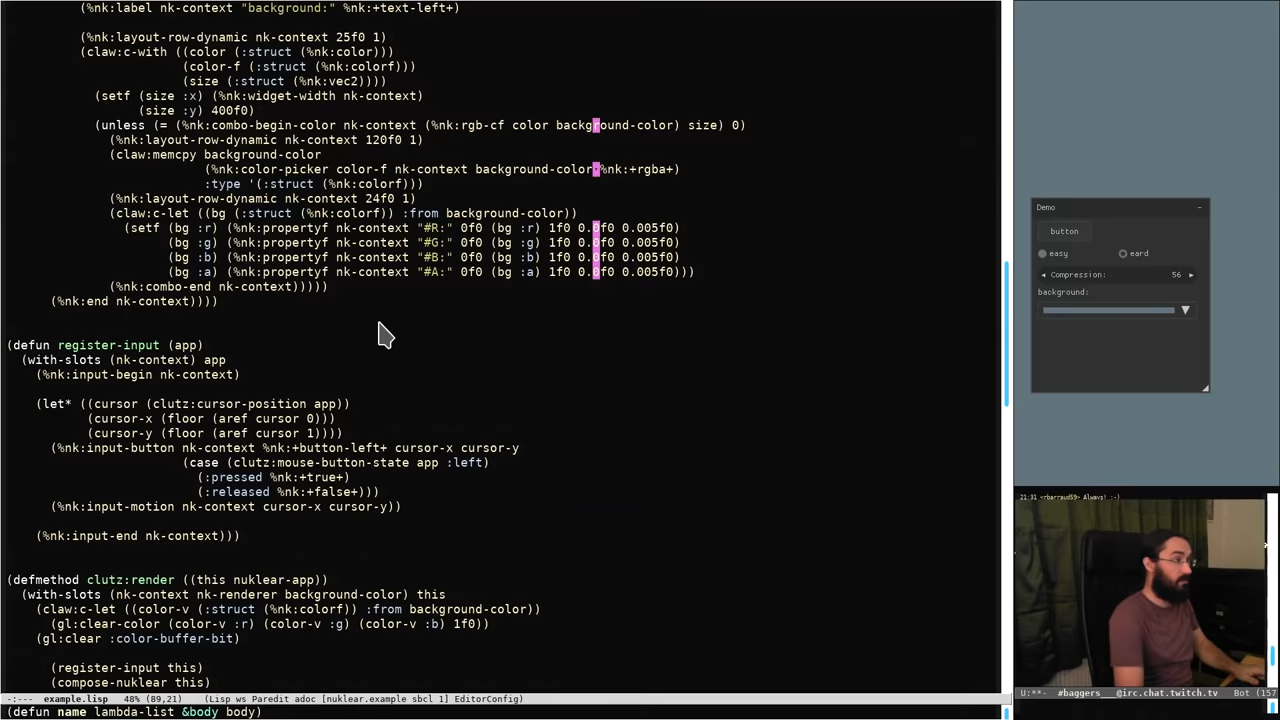 (%nk:label nk-context "background:" %nk:+text-left+)
(%nk:layout-row-dynamic nk-context 25f0 1)
(claw:c-with ((color (:struct (%nk:color)))
(color-f (:struct (%nk:colorf)))
(size (:struct (%nk:vec2))))
(setf (size :x) (%nk:widget-width nk-context)
(size :y) 400f0)
(unless (= (%nk:combo-begin-color nk-context (%nk:rgb-cf color background-color) size) 0)
(%nk:layout-row-dynamic nk-context 120f0 1)
(claw:memcpy background-color
(%nk:color-picker color-f nk-context background-color %nk:+rgba+)
:type '(:struct (%nk:colorf)))
(%nk:layout-row-dynamic nk-context 24f0 1)
(claw:c-let ((bg (:struct (%nk:colorf)) :from background-color))
(setf (bg :r) (%nk:propertyf nk-context "#R:" 0f0 (bg :r) 1f0 0.0f0 0.005f0)
(bg :g) (%nk:propertyf nk-context "#G:" 0f0 (bg :g) 1f0 0.0f0 0.005f0)
(bg :b) (%nk:propertyf nk-context "#B:" 0f0 (bg :b) 1f0 0.0f0 0.005f0)
(bg :a) (%nk:propertyf nk-context "#A:" 0f0 (bg :a) 1f0 0.0f0 0.005f0)))
(%nk:combo-end nk-context)))))
(%nk:end nk-context))))
(defun register-input (app)
(with-slots (nk-context) app
(%nk:input-begin nk-context)
(let* ((cursor (clutz:cursor-position app))
(cursor-x (floor (aref cursor 0)))
(cursor-y (floor (aref cursor 1))))
(%nk:input-button nk-context %nk:+button-left+ cursor-x cursor-y
(case (clutz:mouse-button-state app :left)
(:pressed %nk:+true+)
(:released %nk:+false+)))
(%nk:input-motion nk-context cursor-x cursor-y))
(%nk:input-end nk-context)))
(defmethod clutz:render ((this nuklear-app))
(with-slots (nk-context nk-renderer background-color) this
(claw:c-let ((color-v (:struct (%nk:colorf)) :from background-color))
(gl:clear-color (color-v :r) (color-v :g) (color-v :b) 1f0))
(gl:clear :color-buffer-bit)
(register-input this)
(compose-nuklear this)
-:--- example.lisp 48% (89,21) (Lisp ws Paredit adoc [nuklear.example sbcl 1] EditorConfig)
(defun name lambda-list &body body)
Demo
button
easy eard
Compression: 56
background:
21:31 <rbarraud59> Always! :-)
U:**- #baggers___@irc.chat.twitch.tv Bot (157